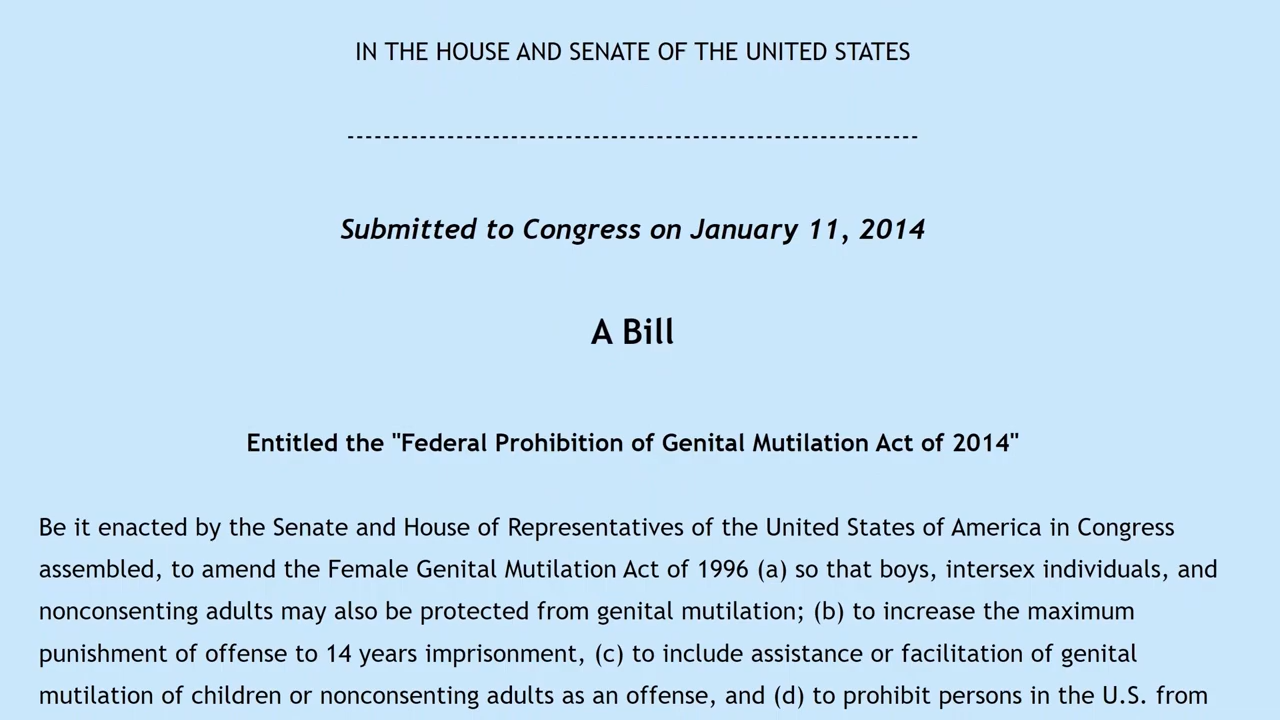 IN THE HOUSE AND SENATE OF THE UNITED STATES
----------------------------------------------------------------
Submitted to Congress on January 11, 2014
A Bill
Entitled the "Federal Prohibition of Genital Mutilation Act of 2014"
Be it enacted by the Senate and House of Representatives of the United States of America in Congress
assembled, to amend the Female Genital Mutilation Act of 1996 (a) so that boys, intersex individuals, and
nonconsenting adults may also be protected from genital mutilation; (b) to increase the maximum
punishment of offense to 14 years imprisonment, (c) to include assistance or facilitation of genital
mutilation of children or nonconsenting adults as an offense, and (d) to prohibit persons in the U.S. from